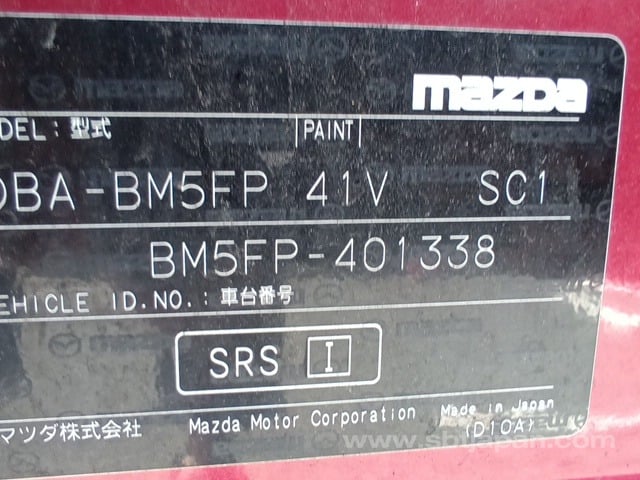 mazda
DEL：型式 PAINT
DBA-BM5FP 41V SC1
BM5FP-401338
EHICLE ID.NO.：車台番号
SRS I
マツダ株式会社 Mazda Motor Corporation Made in Japan
(D10A)
www.sbtjapan.com